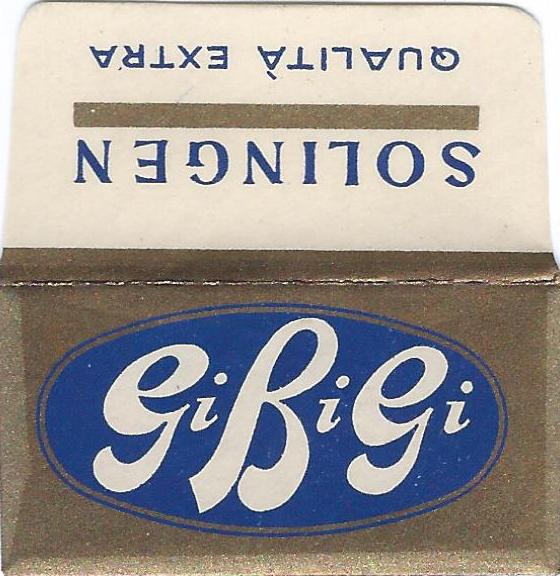 QUALITÀ EXTRA
SOLINGEN
GiBiGi